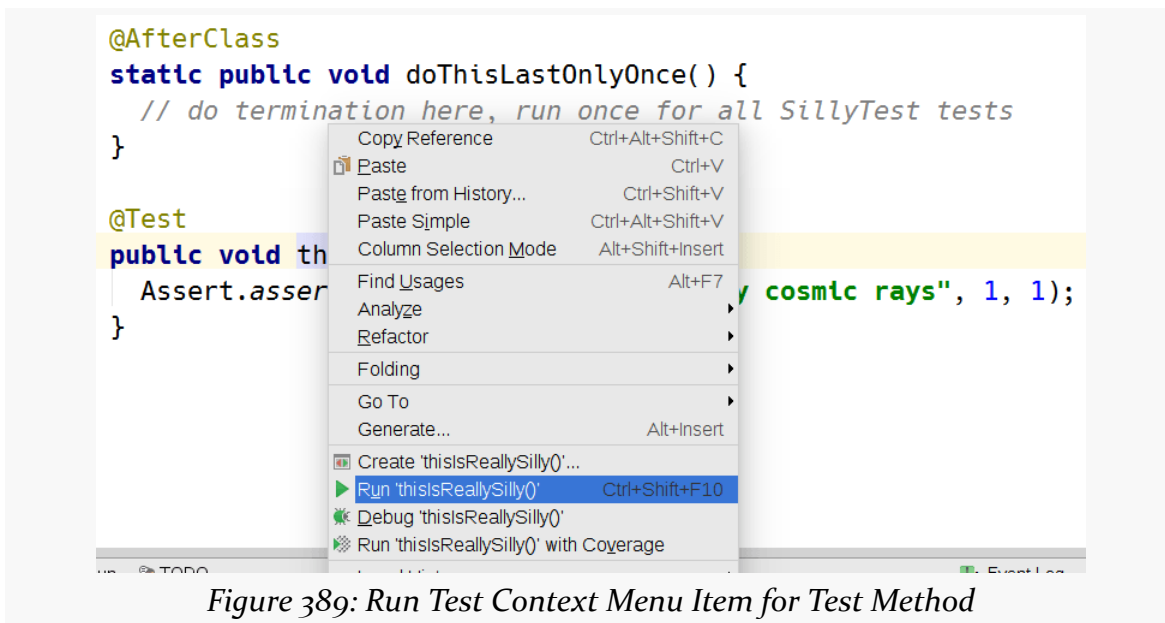 @AfterClass
static public void doThisLastOnlyOnce() {
// do termination here, run once for all SillyTest tests
}
@Test
public void th
Assert.asser y cosmic rays", 1, 1);
}
Copy Reference Ctrl+Alt+Shift+C
Paste Ctrl+V
Paste from History... Ctrl+Shift+V
Paste Simple Ctrl+Alt+Shift+V
Column Selection Mode Alt+Shift+Insert
Find Usages Alt+F7
Analyze
Refactor
Folding
Go To
Generate... Alt+Insert
Create 'thisIsReallySilly()'...
Run 'thisIsReallySilly()' Ctrl+Shift+F10
Debug 'thisIsReallySilly()'
Run 'thisIsReallySilly()' with Coverage
TODO Event Log
Figure 389: Run Test Context Menu Item for Test Method